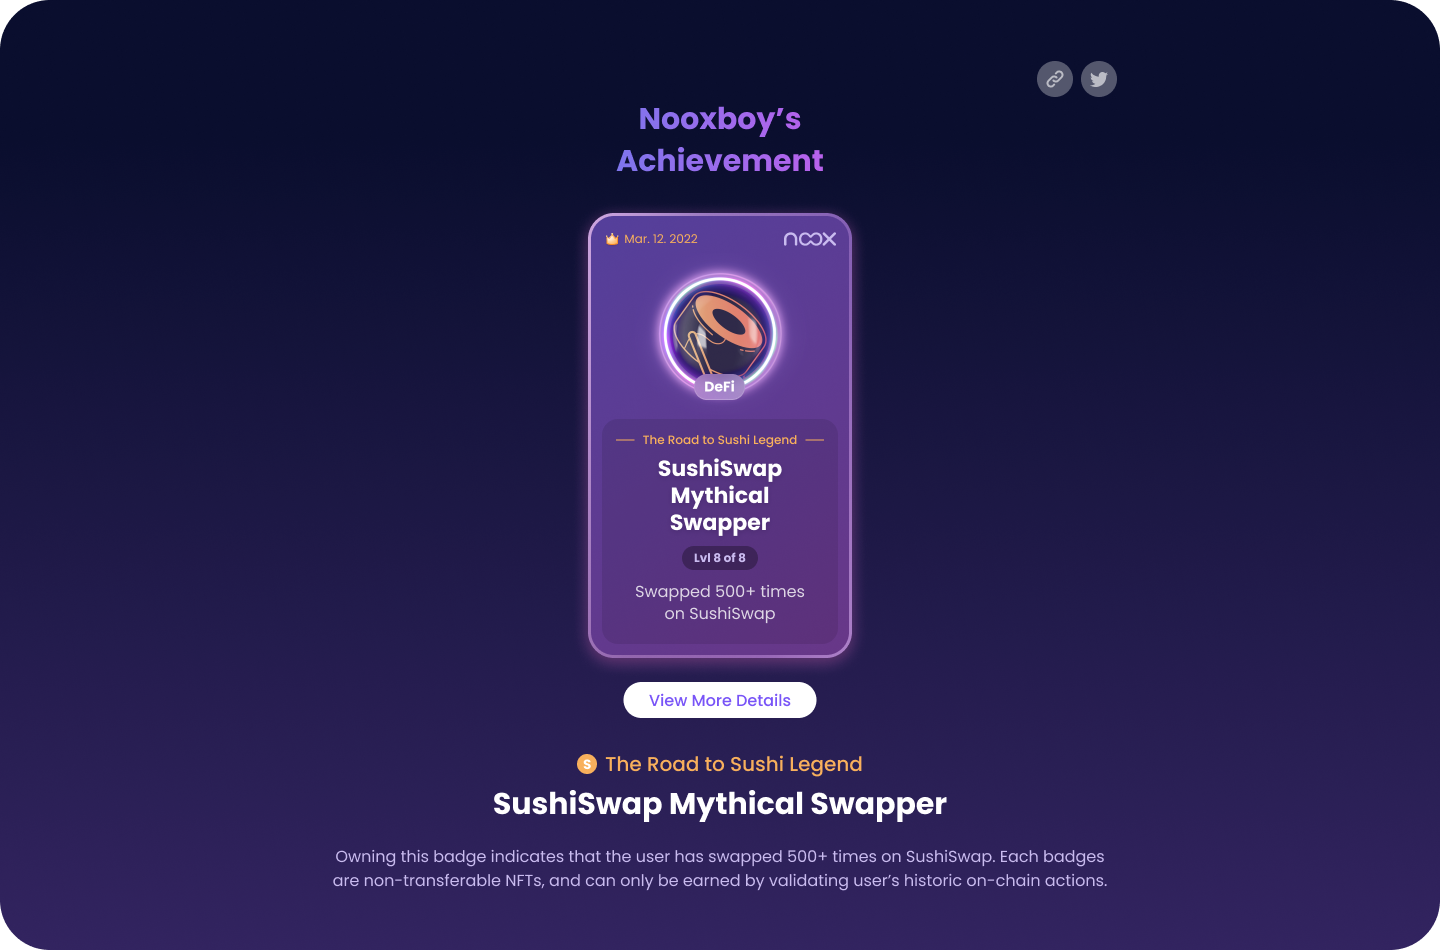 Nooxboy’s
Achievement
Mar. 12. 2022
noox
DeFi
The Road to Sushi Legend
SushiSwap
Mythical
Swapper
Lvl 8 of 8
Swapped 500+ times
on SushiSwap
View More Details
S The Road to Sushi Legend
SushiSwap Mythical Swapper
Owning this badge indicates that the user has swapped 500+ times on SushiSwap. Each badges
are non-transferable NFTs, and can only be earned by validating user’s historic on-chain actions.